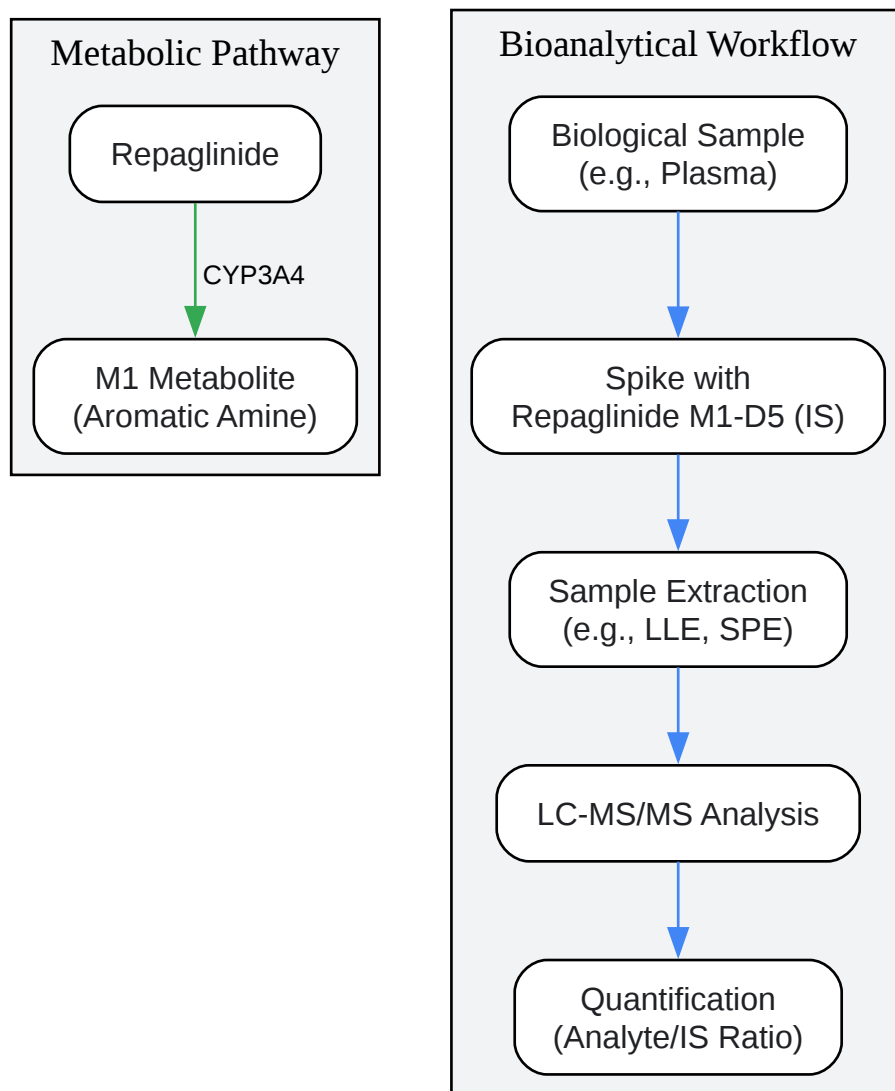 Metabolic Pathway
Repaglinide
CYP3A4
M1 Metabolite
(Aromatic Amine)
Bioanalytical Workflow
Biological Sample
(e.g., Plasma)
Spike with
Repaglinide M1-D5 (IS)
Sample Extraction
(e.g., LLE, SPE)
LC-MS/MS Analysis
Quantification
(Analyte/IS Ratio)